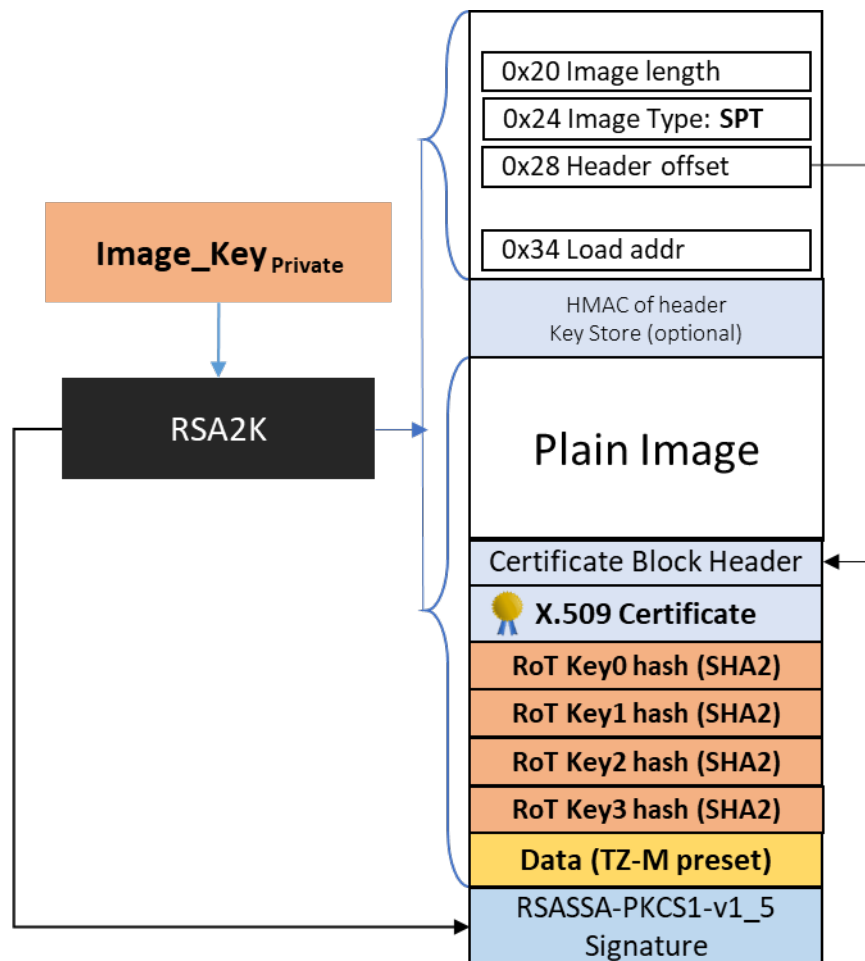 0x20 Image length
0x24 Image Type: SPT
0x28 Header offset
0x34 Load addr
Image_Key Private
HMAC of header
Key Store (optional)
RSA2K
Plain Image
Certificate Block Header
X.509 Certificate
RoT Key0 hash (SHA2)
RoT Key1 hash (SHA2)
RoT Key2 hash (SHA2)
RoT Key3 hash (SHA2)
Data (TZ-M preset)
RSASSA-PKCS1-v1_5
Signature